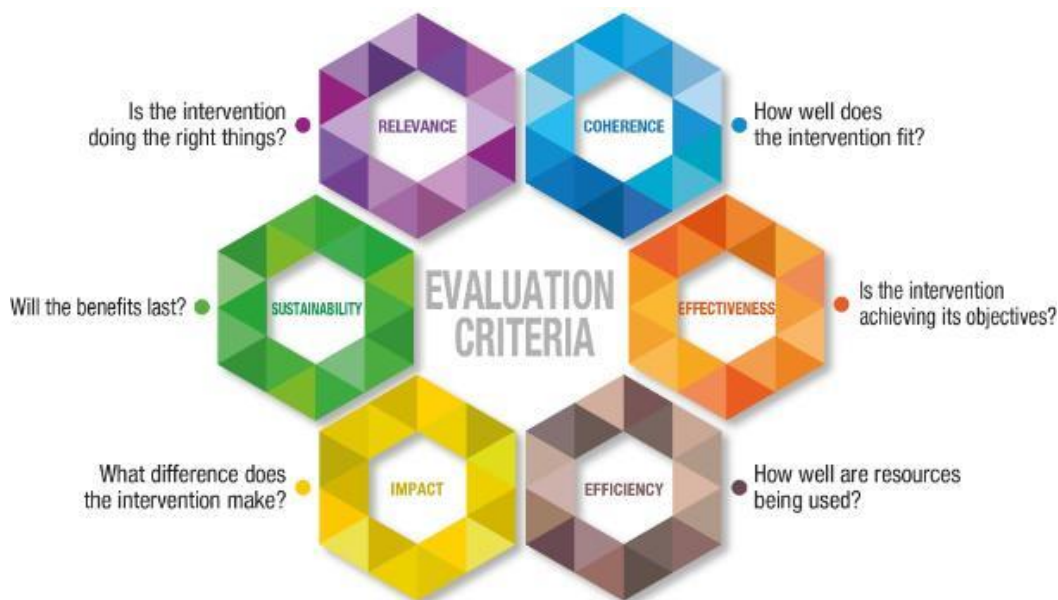 Is the intervention
doing the right things?
RELEVANCE
COHERENCE
How well does
the intervention fit?
Will the benefits last?
SUSTAINABILITY
EVALUATION
CRITERIA
EFFECTIVENESS
Is the intervention
achieving its objectives?
What difference does
the intervention make?
IMPACT
EFFICIENCY
How well are resources
being used?